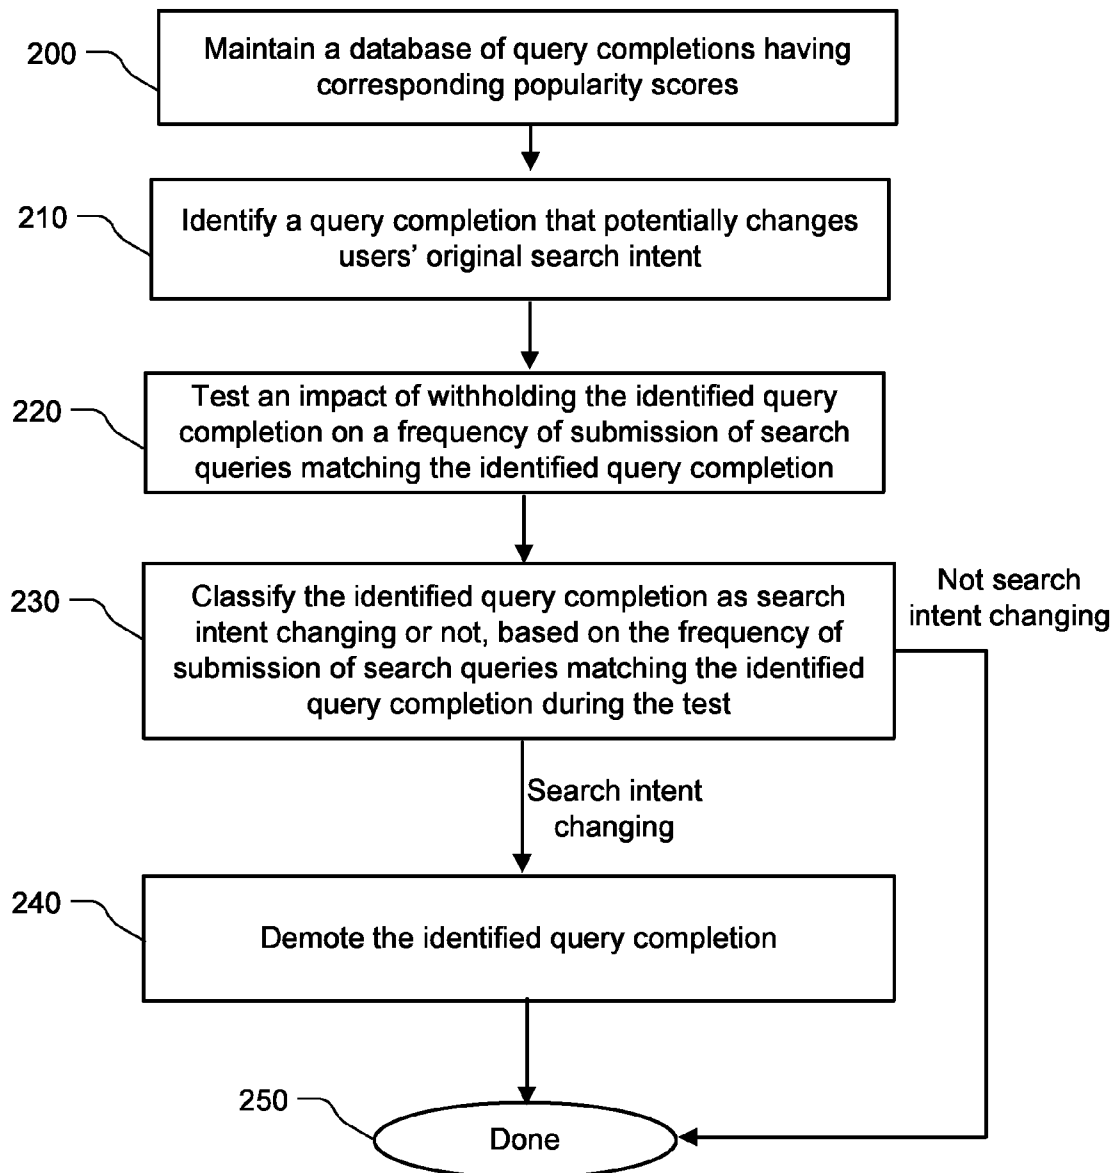 200
Maintain a database of query completions having
corresponding popularity scores
210
Identify a query completion that potentially changes
users' original search intent
220
Test an impact of withholding the identified query
completion on a frequency of submission of search
queries matching the identified query completion
230
Classify the identified query completion as search
intent changing or not, based on the frequency of
submission of search queries matching the identified
query completion during the test
Not search
intent changing
Search intent
changing
240
Demote the identified query completion
250
Done